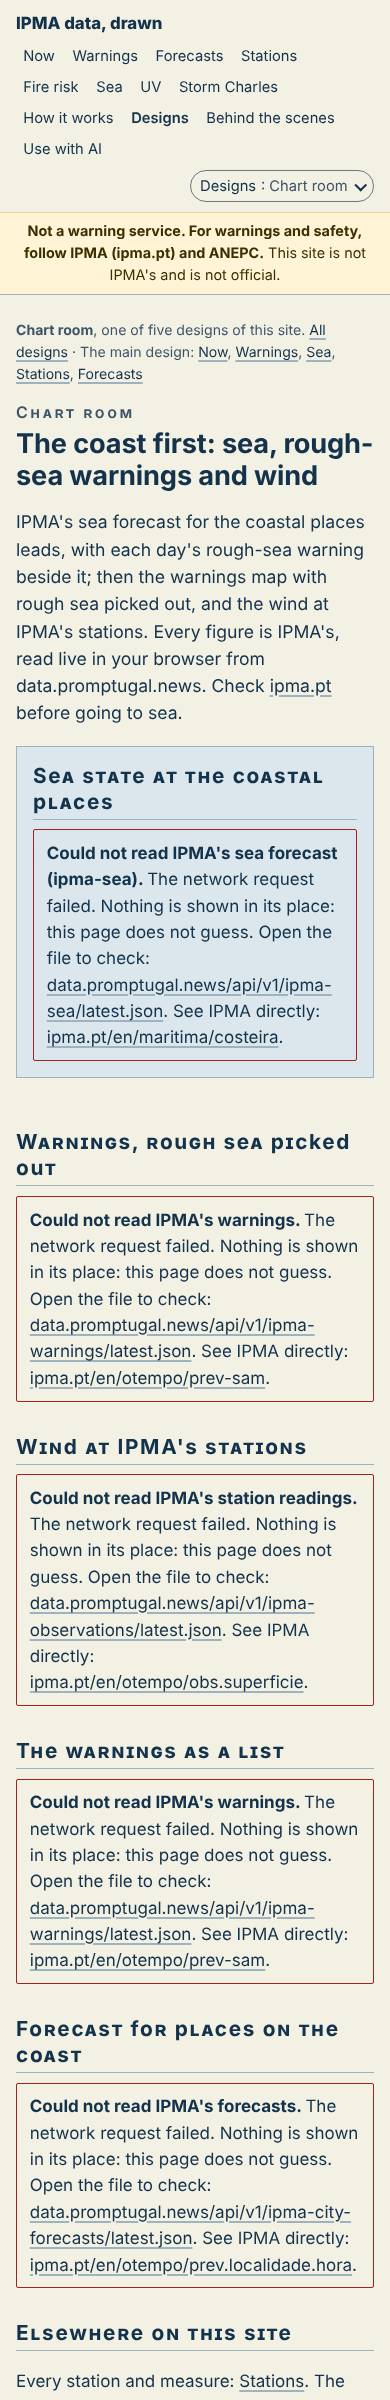 IPMA data, drawn
Now Warnings Forecasts Stations
Fire risk Sea UV Storm Charles
How it works Designs Behind the scenes
Use with AI
Designs : Chart room
Not a warning service. For warnings and safety,
follow IPMA (ipma.pt) and ANEPC. This site is not
IPMA's and is not official.
Chart room, one of five designs of this site. All
designs · The main design: Now, Warnings, Sea,
Stations, Forecasts
Chart room
The coast first: sea, rough-
sea warnings and wind
IPMA's sea forecast for the coastal places
leads, with each day's rough-sea warning
beside it; then the warnings map with
rough sea picked out, and the wind at
IPMA's stations. Every figure is IPMA's,
read live in your browser from
data.promptugal.news. Check ipma.pt
before going to sea.
Sea state at the coastal
places
Could not read IPMA's sea forecast
(ipma-sea). The network request
failed. Nothing is shown in its place:
this page does not guess. Open the
file to check:
data.promptugal.news/api/v1/ipma-
sea/latest.json. See IPMA directly:
ipma.pt/en/maritima/costeira.
Warnings, rough sea picked
out
Could not read IPMA's warnings. The
network request failed. Nothing is shown
in its place: this page does not guess.
Open the file to check:
data.promptugal.news/api/v1/ipma-
warnings/latest.json. See IPMA directly:
ipma.pt/en/otempo/prev-sam.
Wind at IPMA's stations
Could not read IPMA's station readings.
The network request failed. Nothing is
shown in its place: this page does not
guess. Open the file to check:
data.promptugal.news/api/v1/ipma-
observations/latest.json. See IPMA
directly:
ipma.pt/en/otempo/obs.superficie.
The warnings as a list
Could not read IPMA's warnings. The
network request failed. Nothing is shown
in its place: this page does not guess.
Open the file to check:
data.promptugal.news/api/v1/ipma-
warnings/latest.json. See IPMA directly:
ipma.pt/en/otempo/prev-sam.
Forecast for places on the
coast
Could not read IPMA's forecasts. The
network request failed. Nothing is shown
in its place: this page does not guess.
Open the file to check:
data.promptugal.news/api/v1/ipma-city-
forecasts/latest.json. See IPMA directly:
ipma.pt/en/otempo/prev.localidade.hora.
Elsewhere on this site
Every station and measure: Stations. The